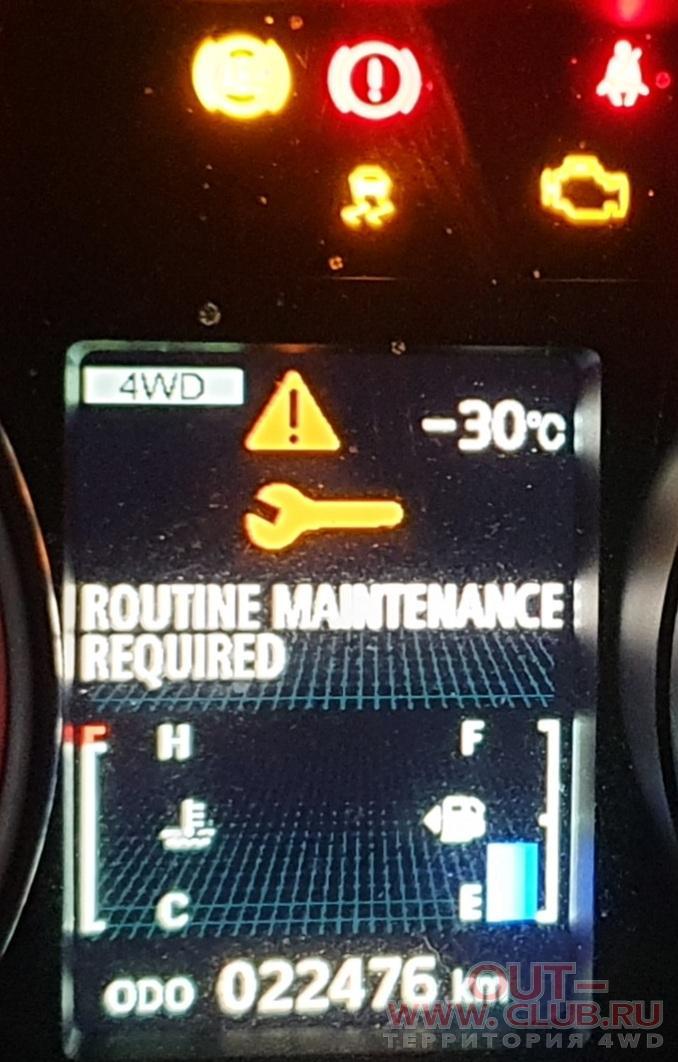 4WD
-30°C
ROUTINE MAINTENANCE
REQUIRED
H F
C E
ODO 022476 km
OUT-
WWW.CLUB.RU
ТЕРРИТОРИЯ 4WD